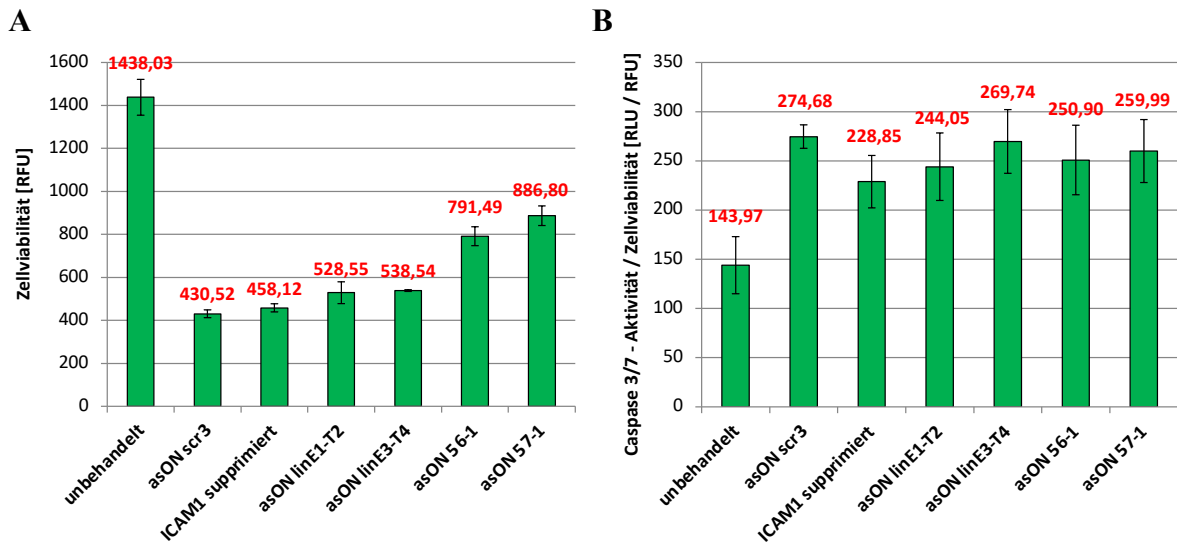 A
Zellviabilität [RFU]
1600
1400
1200
1000
800
600
400
200
0
1438,03
430,52
458,12
528,55
538,54
791,49
886,80
unbehandelt
asON scr3
ICAM1 supprimiert
asON linE1-T2
asON linE3-T4
asON 56-1
asON 57-1
B
Caspase 3/7 - Aktivität / Zellviabilität [RLU / RFU]
350
300
250
200
150
100
50
0
143,97
274,68
228,85
244,05
269,74
250,90
259,99
unbehandelt
asON scr3
ICAM1 supprimiert
asON linE1-T2
asON linE3-T4
asON 56-1
asON 57-1